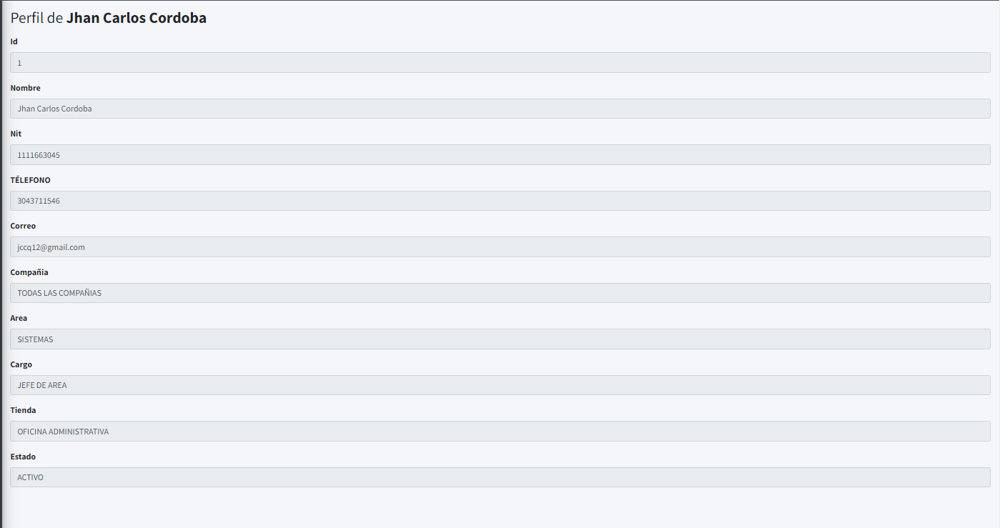 Perfil de Jhan Carlos Cordoba
Id
1
Nombre
Jhan Carlos Cordoba
Nit
1111663045
TÉLEFONO
3043711546
Correo
jccq12@gmail.com
Compañia
TODAS LAS COMPAÑIAS
Area
SISTEMAS
Cargo
JEFE DE AREA
Tienda
OFICINA ADMINISTRATIVA
Estado
ACTIVO